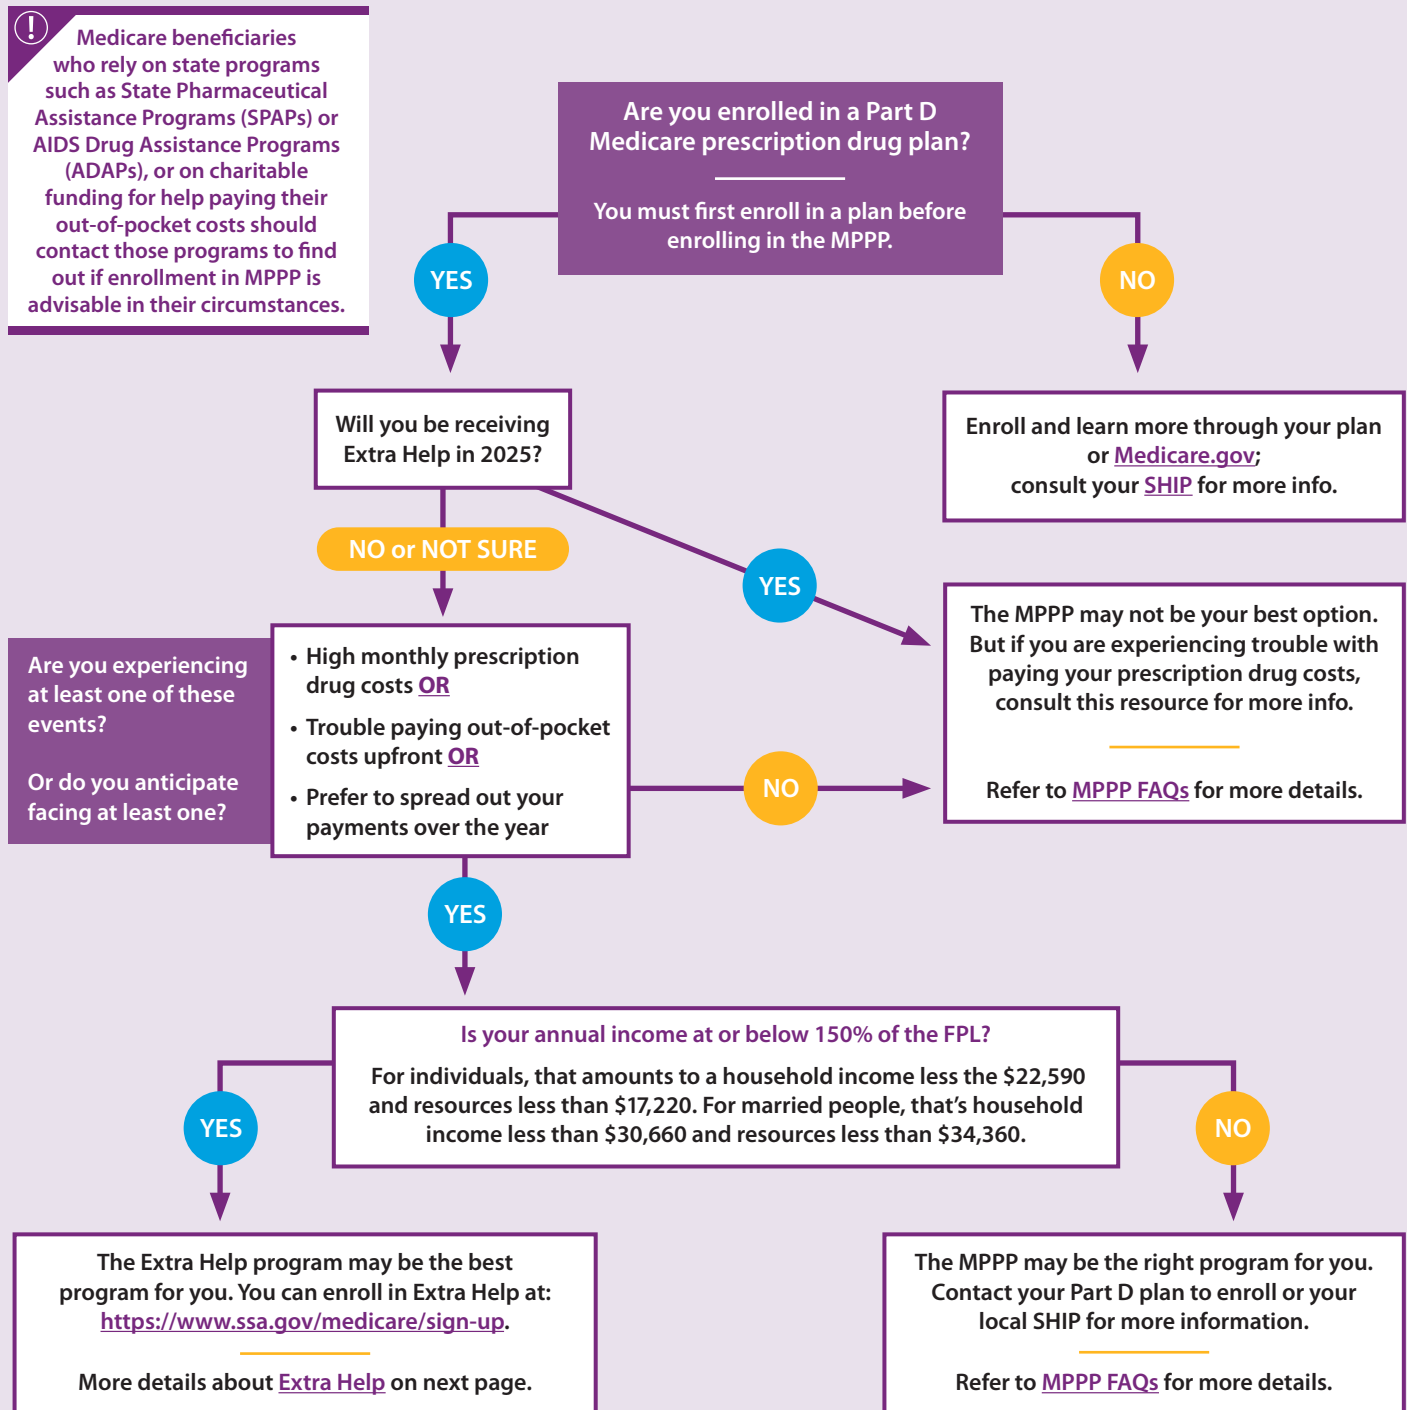 !
Medicare beneficiaries
who rely on state programs
such as State Pharmaceutical
Assistance Programs (SPAPs) or
AIDS Drug Assistance Programs
(ADAPs), or on charitable
funding for help paying their
out-of-pocket costs should
contact those programs to find
out if enrollment in MPPP is
advisable in their circumstances.
Are you enrolled in a Part D
Medicare prescription drug plan?
You must first enroll in a plan before
enrolling in the MPPP.
YES
NO
Will you be receiving
Extra Help in 2025?
Enroll and learn more through your plan
or Medicare.gov;
consult your SHIP for more info.
NO or NOT SURE
YES
The MPPP may not be your best option.
But if you are experiencing trouble with
paying your prescription drug costs,
consult this resource for more info.
Refer to MPPP FAQs for more details.
Are you experiencing
at least one of these
events?
Or do you anticipate
facing at least one?
• High monthly prescription
drug costs OR
• Trouble paying out-of-pocket
costs upfront OR
• Prefer to spread out your
payments over the year
NO
YES
Is your annual income at or below 150% of the FPL?
For individuals, that amounts to a household income less the $22,590
and resources less than $17,220. For married people, that's household
income less than $30,660 and resources less than $34,360.
YES
NO
The Extra Help program may be the best
program for you. You can enroll in Extra Help at:
https://www.ssa.gov/medicare/sign-up.
More details about Extra Help on next page.
The MPPP may be the right program for you.
Contact your Part D plan to enroll or your
local SHIP for more information.
Refer to MPPP FAQs for more details.